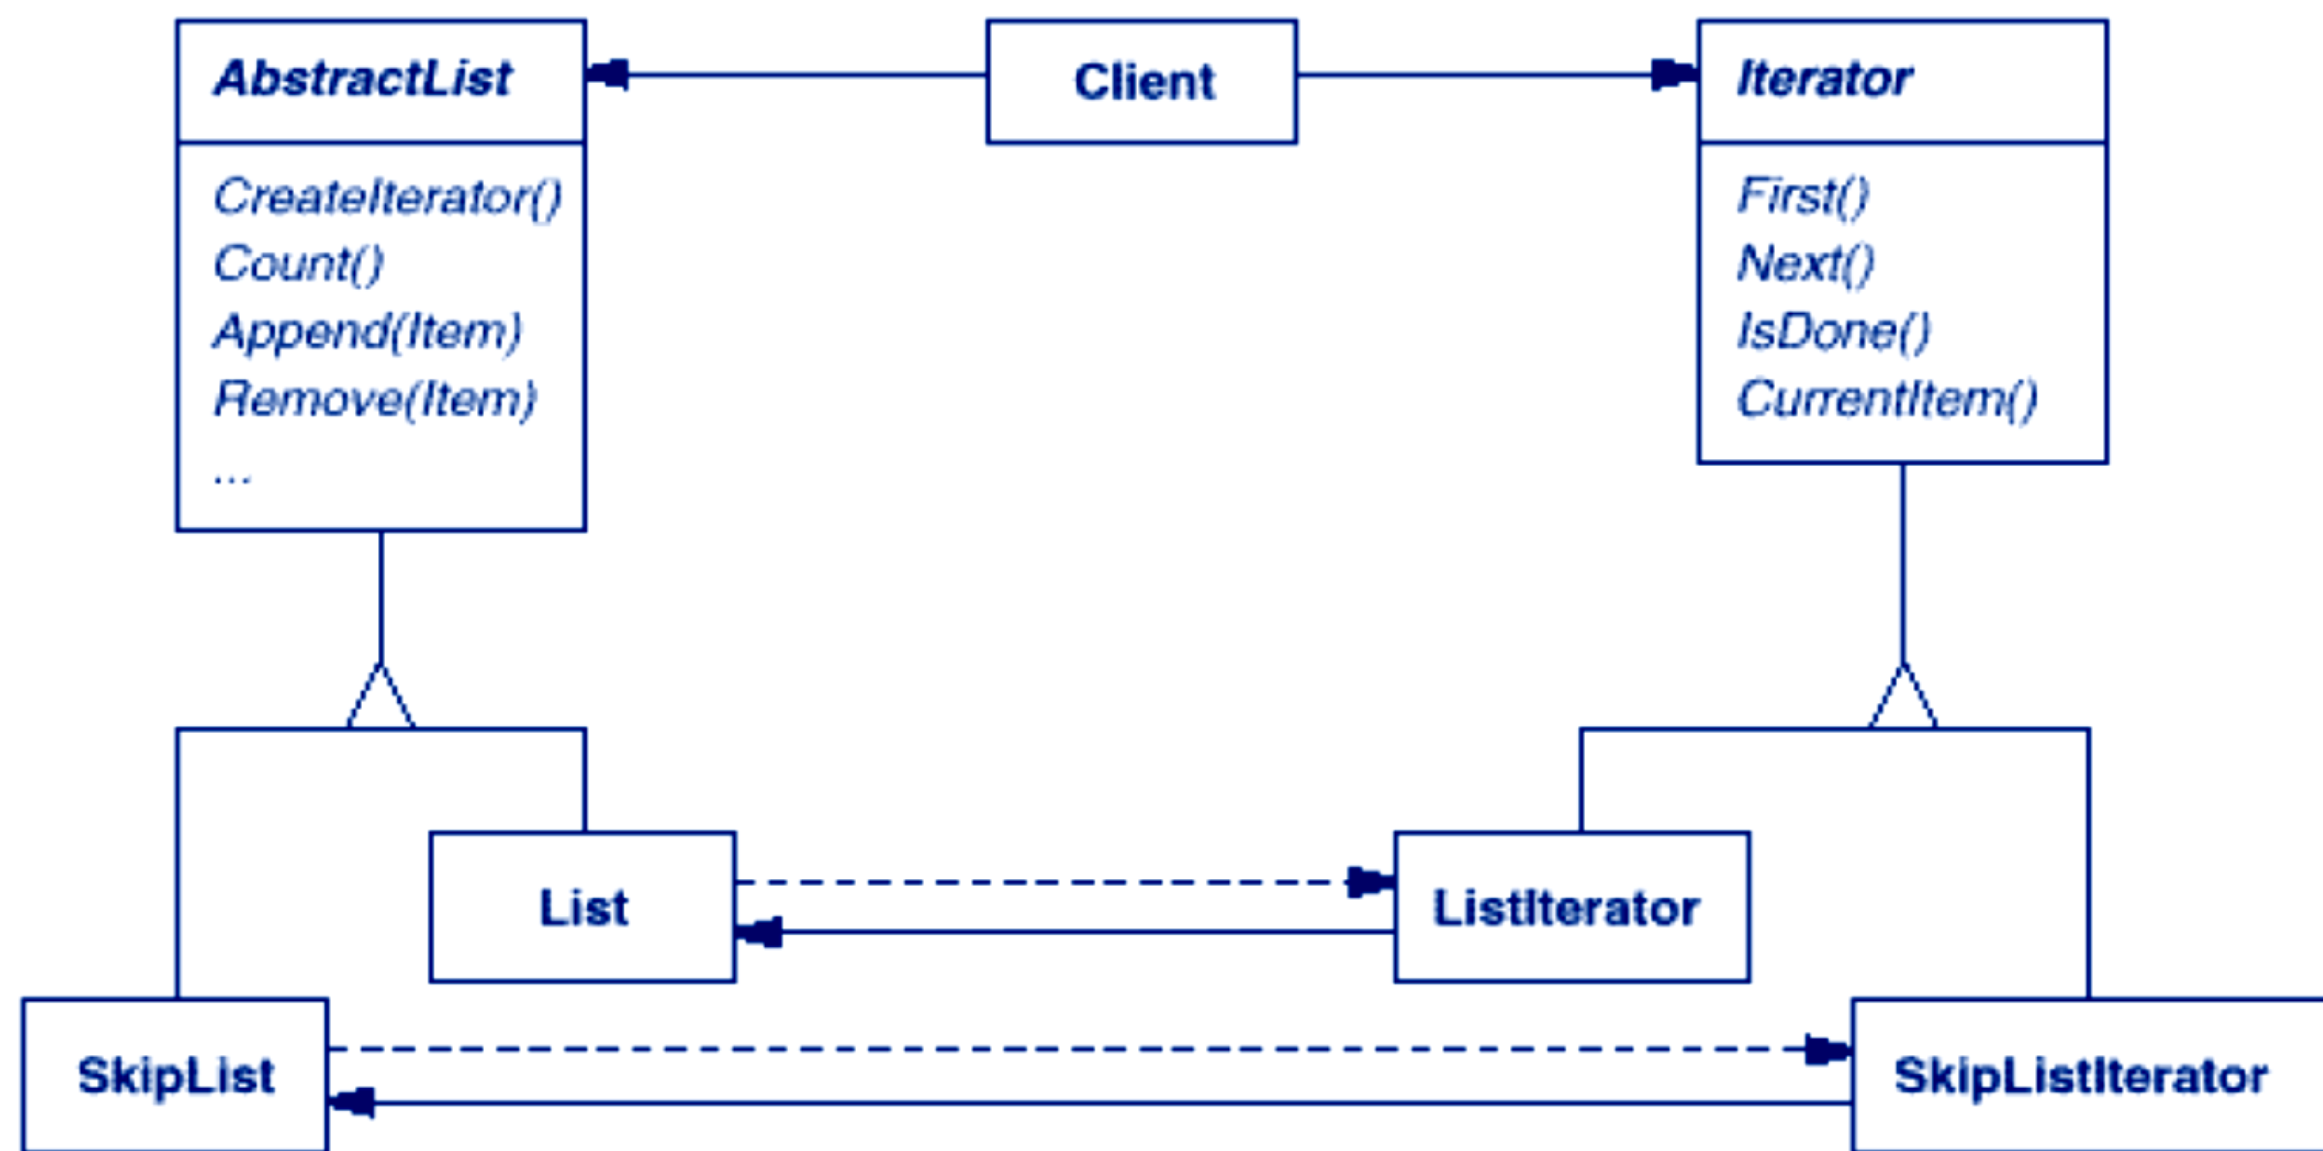 AbstractList
CreateIterator()
Count()
Append(Item)
Remove(Item)
...
Client
Iterator
First()
Next()
IsDone()
CurrentItem()
List
ListIterator
SkipList
SkipListIterator